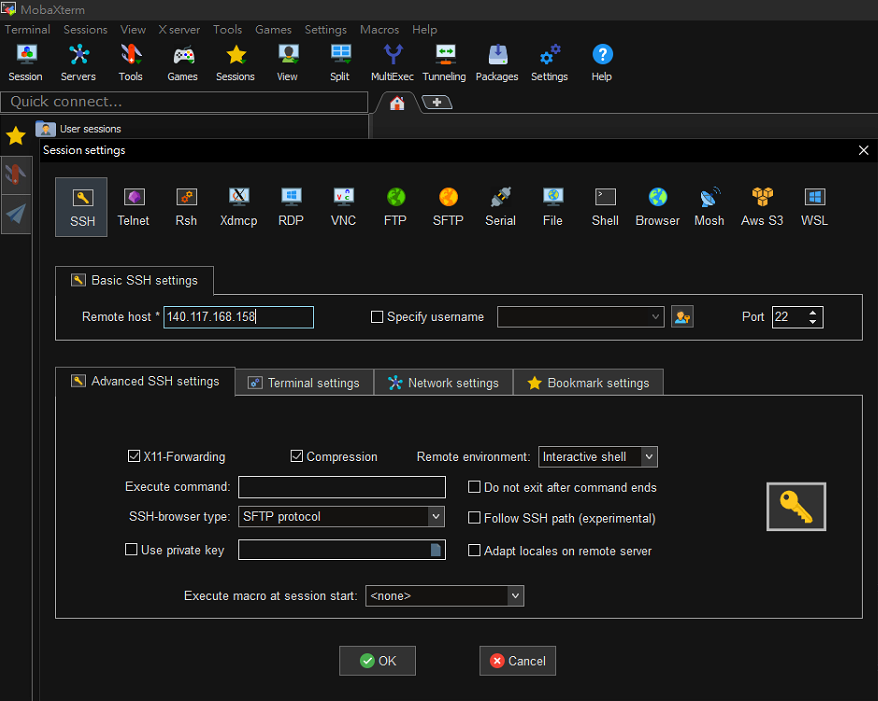 MobaXterm
Terminal Sessions View X server Tools Games Settings Macros Help
Session Servers Tools Games Sessions View Split MultiExec Tunneling Packages Settings Help
Quick connect...
User sessions
Session settings
SSH Telnet Rsh Xdmcp RDP VNC FTP SFTP Serial File Shell Browser Mosh Aws S3 WSL
Basic SSH settings
Remote host * 140.117.168.158 Specify username Port 22
Advanced SSH settings Terminal settings Network settings Bookmark settings
X11-Forwarding Compression Remote environment: Interactive shell
Execute command: Do not exit after command ends
SSH-browser type: SFTP protocol Follow SSH path (experimental)
Use private key Adapt locales on remote server
Execute macro at session start: <none>
OK Cancel